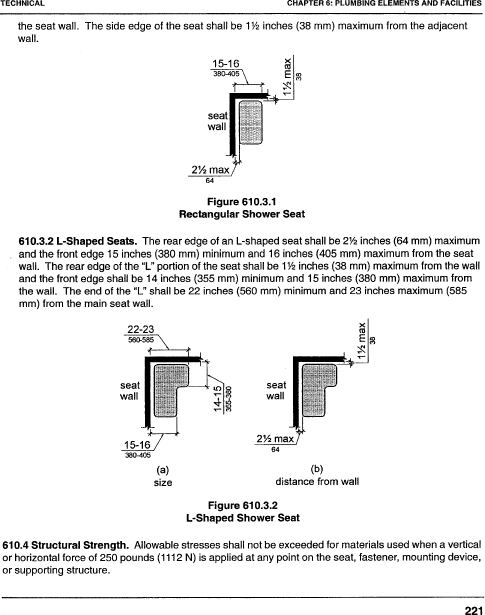 TECHNICAL
CHAPTER 6: PLUMBING ELEMENTS AND FACILITIES
the seat wall. The side edge of the seat shall be 1½ inches (38 mm) maximum from the adjacent
wall.
15-16
380-405
1½ max
38
seat
wall
2½ max
64
Figure 610.3.1
Rectangular Shower Seat
610.3.2 L-Shaped Seats. The rear edge of an L-shaped seat shall be 2½ inches (64 mm) maximum
and the front edge 15 inches (380 mm) minimum and 16 inches (405 mm) maximum from the seat
wall. The rear edge of the "L" portion of the seat shall be 1½ inches (38 mm) maximum from the wall
and the front edge shall be 14 inches (355 mm) minimum and 15 inches (380 mm) maximum from
the wall. The end of the "L" shall be 22 inches (560 mm) minimum and 23 inches maximum (585
mm) from the main seat wall.
22-23
560-585
seat
wall
14-15
355-380
15-16
380-405
(a)
size
1½ max
38
seat
wall
2½ max
64
(b)
distance from wall
Figure 610.3.2
L-Shaped Shower Seat
610.4 Structural Strength. Allowable stresses shall not be exceeded for materials used when a vertical
or horizontal force of 250 pounds (1112 N) is applied at any point on the seat, fastener, mounting device,
or supporting structure.
221